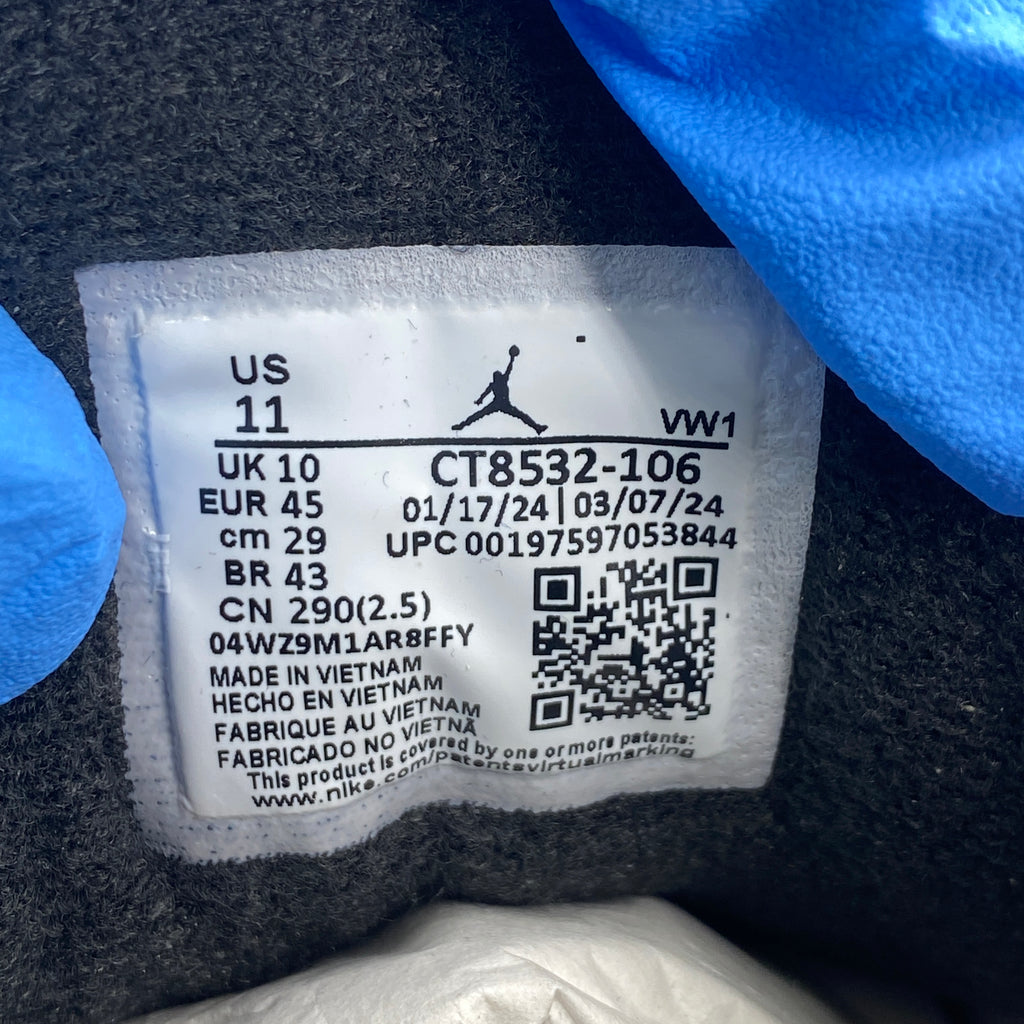 US
11
VW1
UK 10
CT8532-106
EUR 45
01/17/24 | 03/07/24
cm 29
UPC 00197597053844
BR 43
CN 290(2.5)
04WZ9M1AR8FFY
MADE IN VIETNAM
HECHO EN VIETNAM
FABRIQUE AU VIETNAM
FABRICADO NO VIETNÃ
This product is covered by one or more patents:
www.nike.com/patentsvirtualmarking